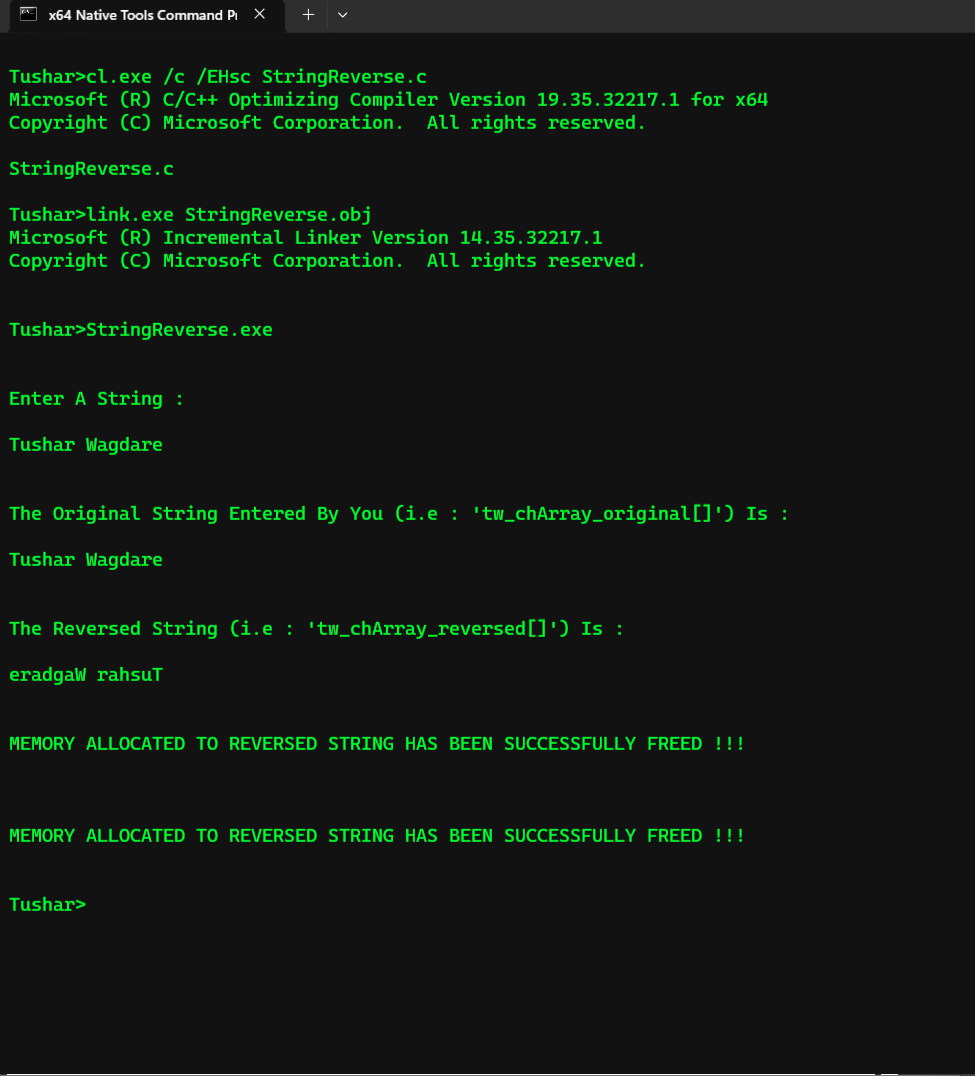 x64 Native Tools Command Pr
Tushar>cl.exe /c /EHsc StringReverse.c
Microsoft (R) C/C++ Optimizing Compiler Version 19.35.32217.1 for x64
Copyright (C) Microsoft Corporation.  All rights reserved.
StringReverse.c
Tushar>link.exe StringReverse.obj
Microsoft (R) Incremental Linker Version 14.35.32217.1
Copyright (C) Microsoft Corporation.  All rights reserved.
Tushar>StringReverse.exe
Enter A String :
Tushar Wagdare
The Original String Entered By You (i.e : 'tw_chArray_original[]') Is :
Tushar Wagdare
The Reversed String (i.e : 'tw_chArray_reversed[]') Is :
eradgaW rahsuT
MEMORY ALLOCATED TO REVERSED STRING HAS BEEN SUCCESSFULLY FREED !!!
MEMORY ALLOCATED TO REVERSED STRING HAS BEEN SUCCESSFULLY FREED !!!
Tushar>